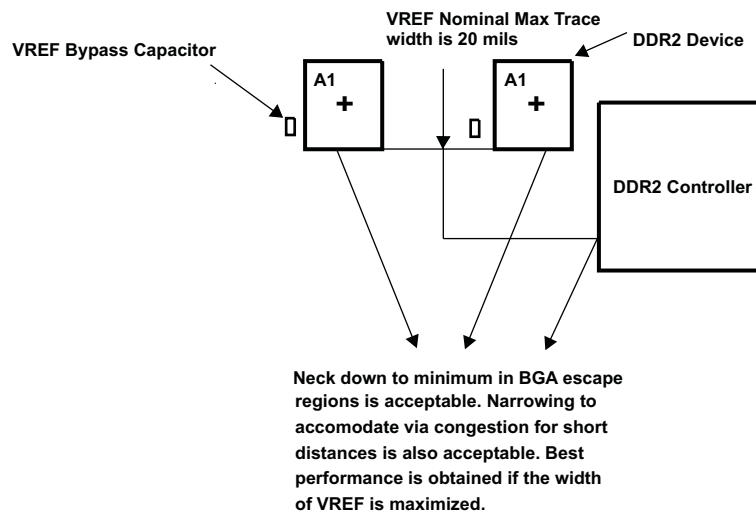 VREF Nominal Max Trace
width is 20 mils
DDR2 Device
VREF Bypass Capacitor
A1
A1
DDR2 Controller
Neck down to minimum in BGA escape
regions is acceptable. Narrowing to
accomodate via congestion for short
distances is also acceptable. Best
performance is obtained if the width
of VREF is maximized.